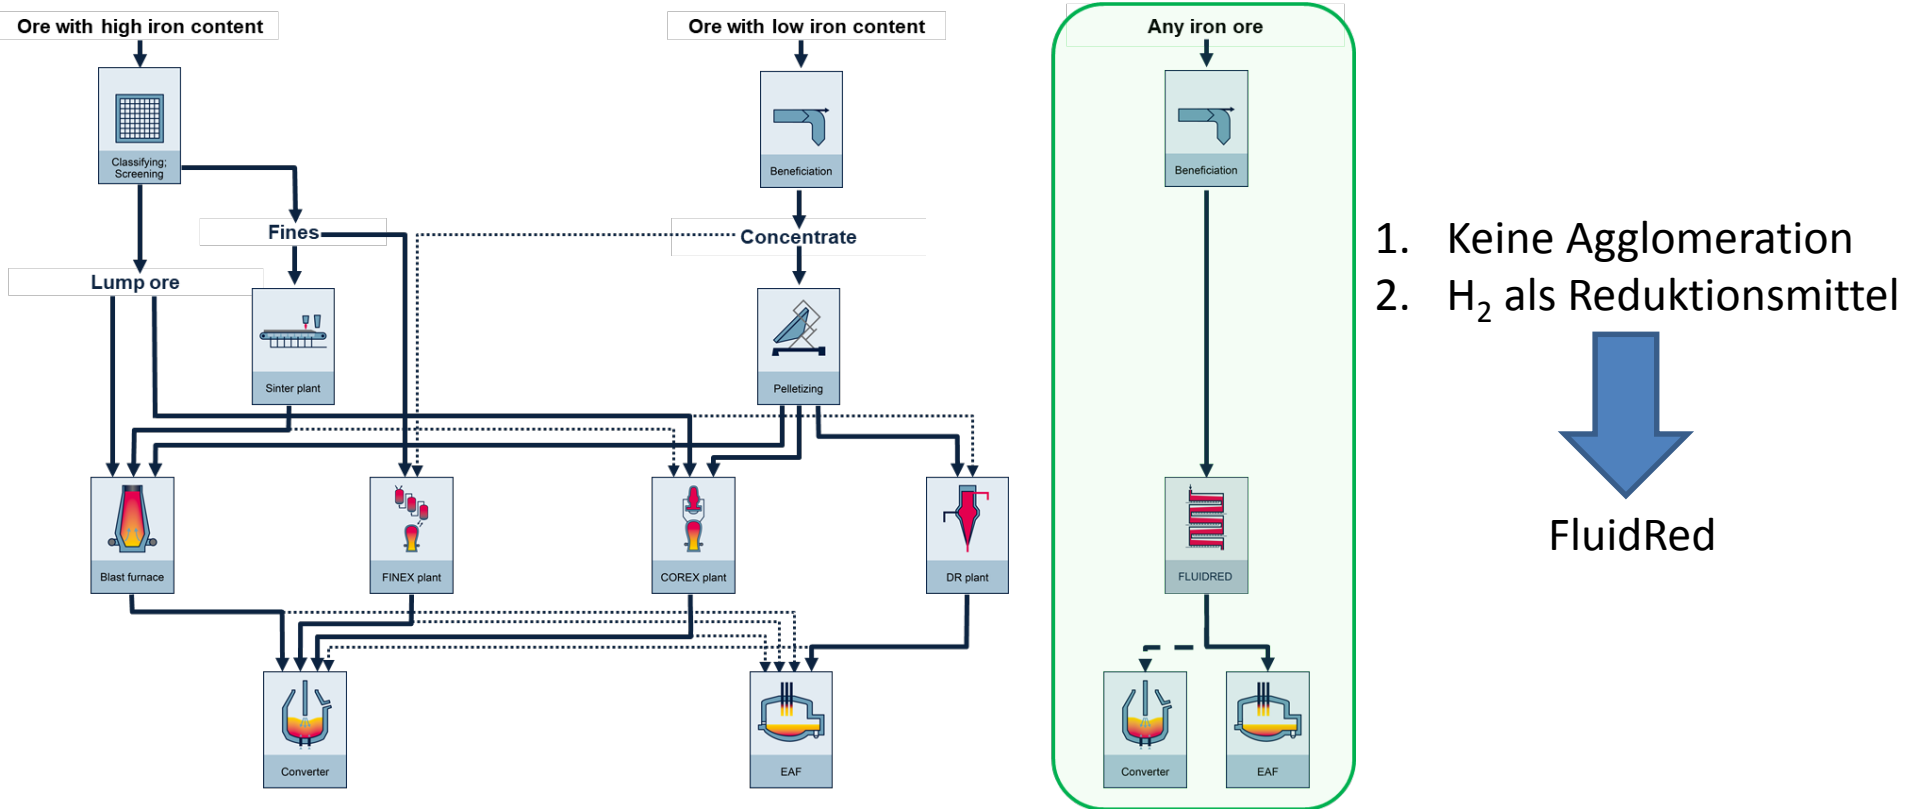 Ore with high iron content
Ore with low iron content
Any iron ore
Classifying;
Screening
Beneficiation
Beneficiation
Fines
Concentrate
Lump ore
Sinter plant
Pelletizing
Blast furnace
FINEX plant
COREX plant
DR plant
FLUIDRED
Converter
EAF
Converter
EAF
1. Keine Agglomeration
2. H₂ als Reduktionsmittel
FluidRed